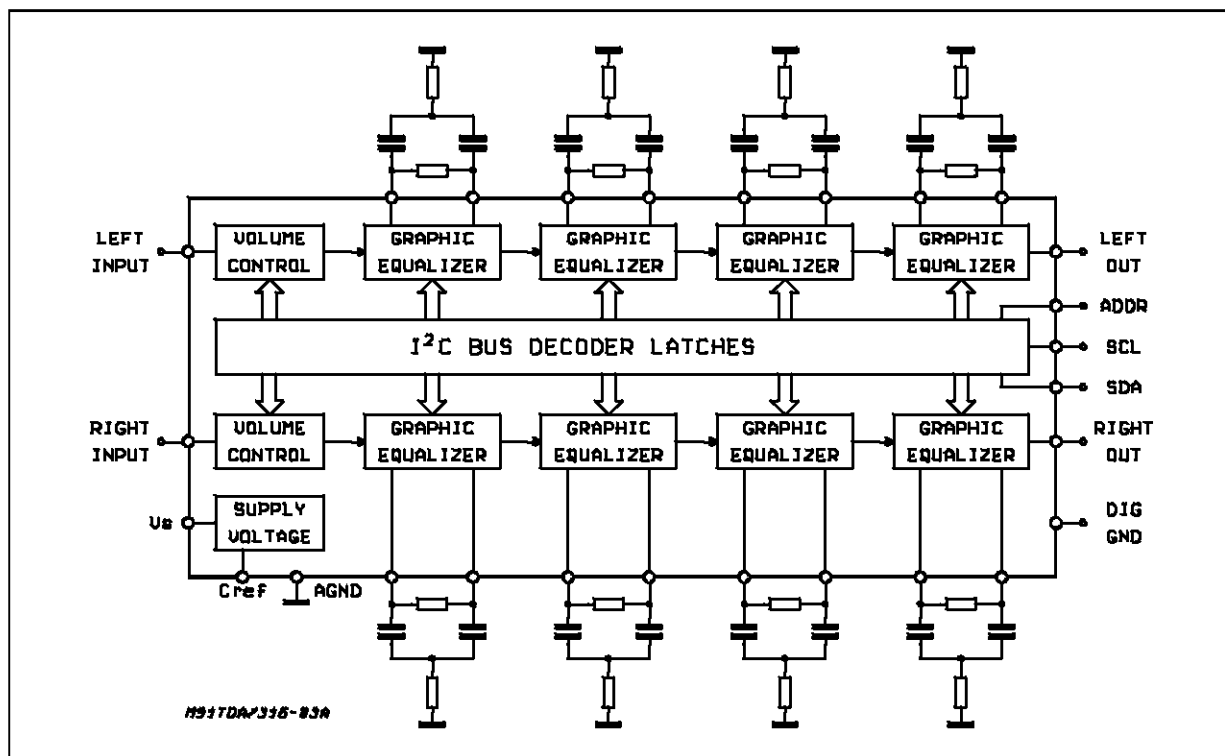 LEFT
INPUT
VOLUME
CONTROL
GRAPHIC
EQUALIZER
GRAPHIC
EQUALIZER
GRAPHIC
EQUALIZER
GRAPHIC
EQUALIZER
LEFT
OUT
ADDR
I²C BUS DECODER LATCHES
SCL
SDA
RIGHT
INPUT
VOLUME
CONTROL
GRAPHIC
EQUALIZER
GRAPHIC
EQUALIZER
GRAPHIC
EQUALIZER
GRAPHIC
EQUALIZER
RIGHT
OUT
Vs
SUPPLY
VOLTAGE
DIG
GND
Cref
AGND